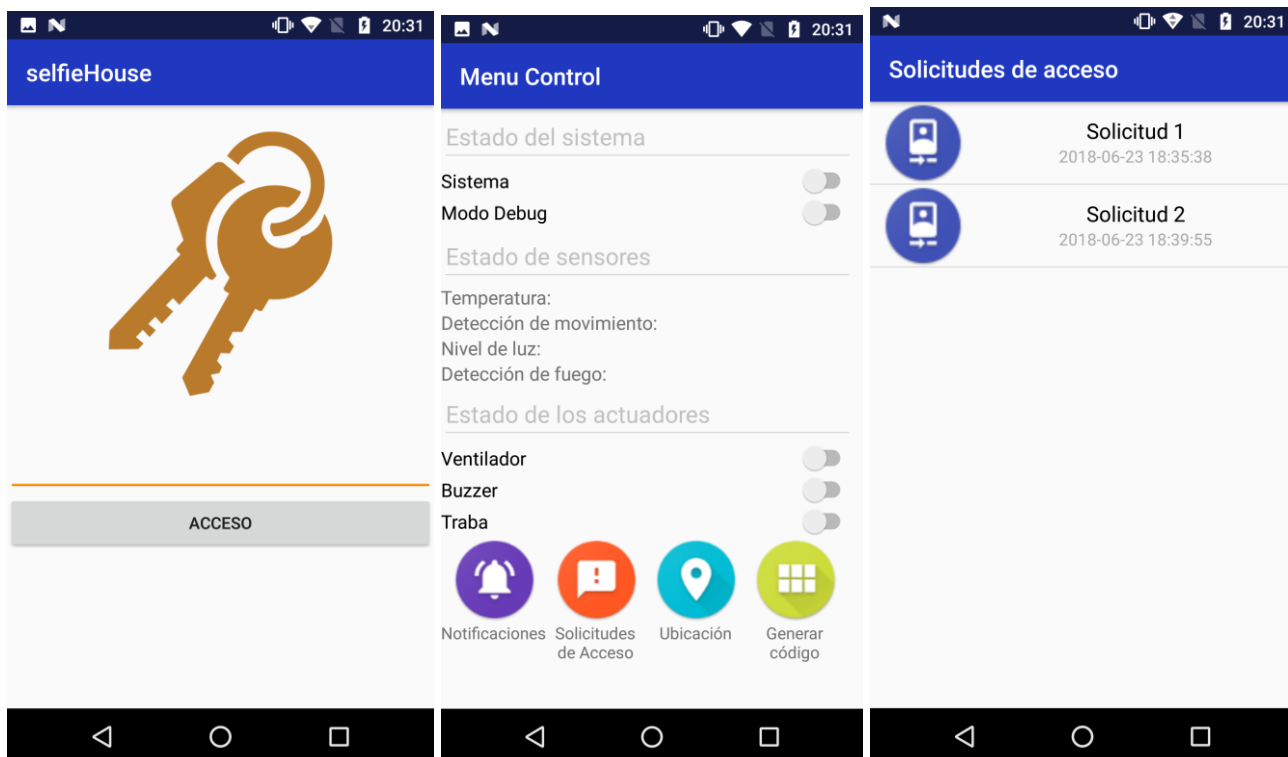 20:31
selfieHouse
ACCESO
20:31
Menu Control
Estado del sistema
Sistema
Modo Debug
Estado de sensores
Temperatura:
Detección de movimiento:
Nivel de luz:
Detección de fuego:
Estado de los actuadores
Ventilador
Buzzer
Traba
Notificaciones
Solicitudes
de Acceso
Ubicación
Generar
código
20:31
Solicitudes de acceso
Solicitud 1
2018-06-23 18:35:38
Solicitud 2
2018-06-23 18:39:55